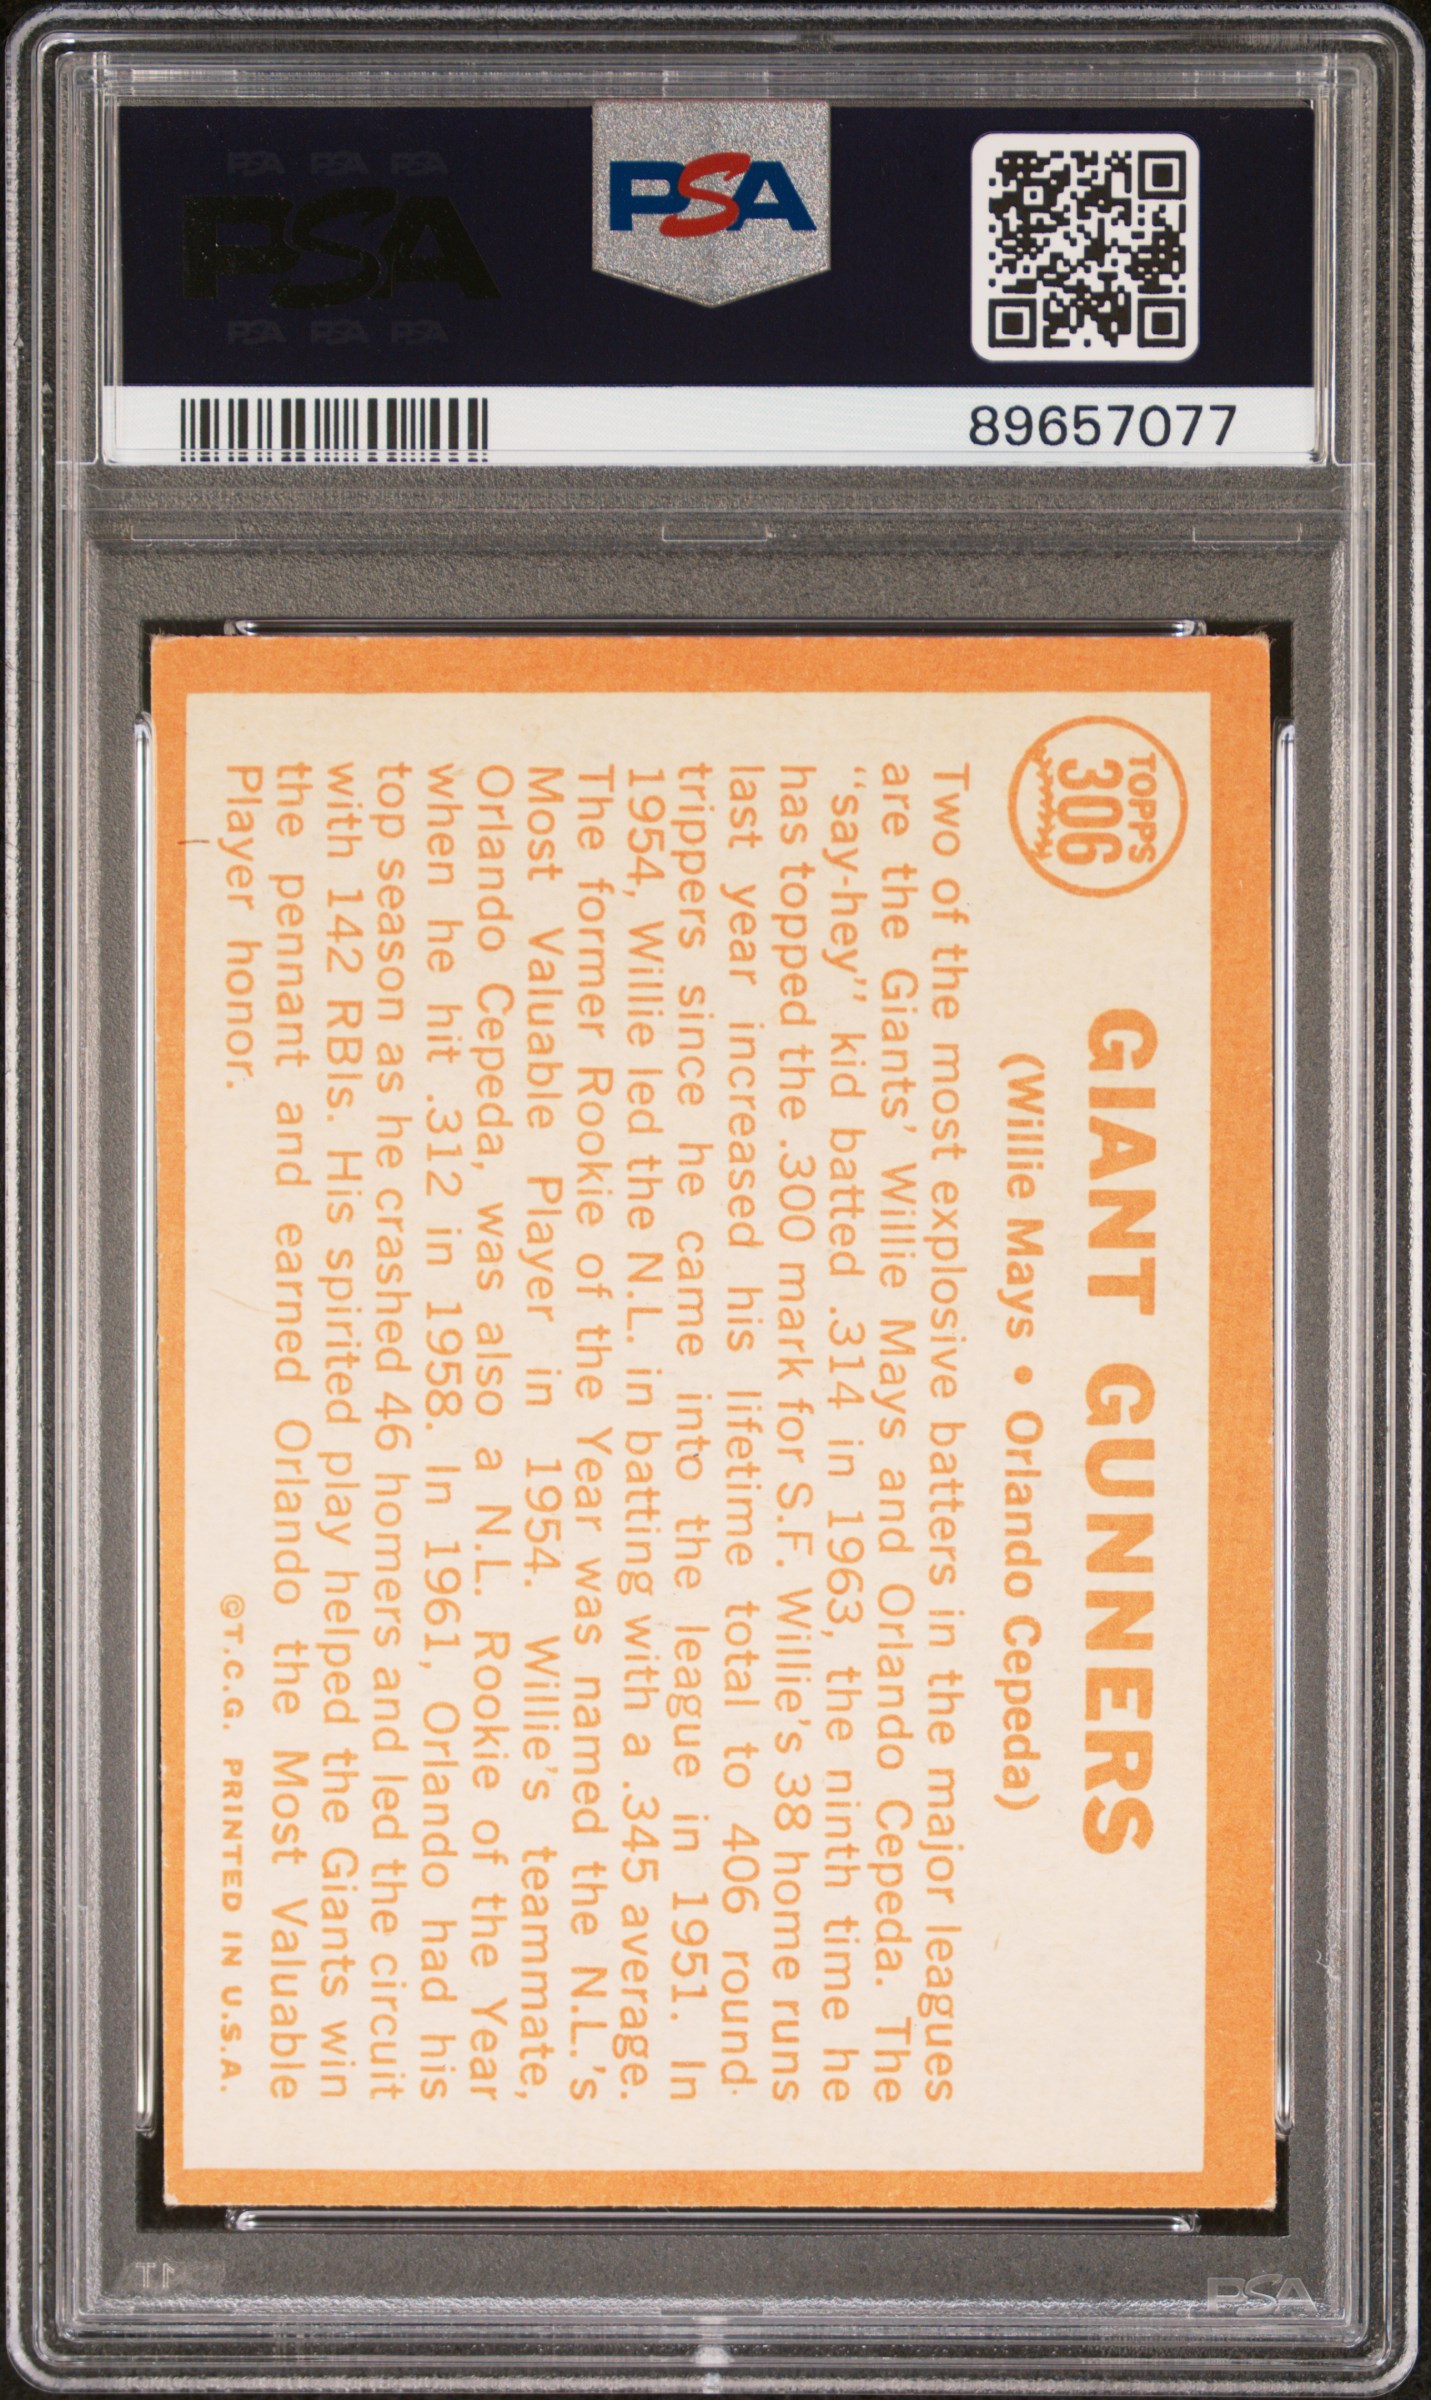 PSA PSA PSA
PSA
PSA PSA PSA
PSA
89657077
TOPPS
306
GIANT GUNNERS
(Willie Mays • Orlando Cepeda)
Two of the most explosive batters in the major leagues
are the Giants' Willie Mays and Orlando Cepeda. The
"say-hey" kid batted .314 in 1963, the ninth time he
has topped the .300 mark for S.F. Willie's 38 home runs
last year increased his lifetime total to 406 round-
trippers since he came into the league in 1951. In
1954, Willie led the N.L. in batting with a .345 average.
The former Rookie of the Year was named the N.L.'s
Most Valuable Player in 1954. Willie's teammate,
Orlando Cepeda, was also a N.L. Rookie of the Year
when he hit .312 in 1958. In 1961, Orlando had his
top season as he crashed 46 homers and led the circuit
with 142 RBIs. His spirited play helped the Giants win
the pennant and earned Orlando the Most Valuable
Player honor.
©T.C.G. PRINTED IN U.S.A.
PSA